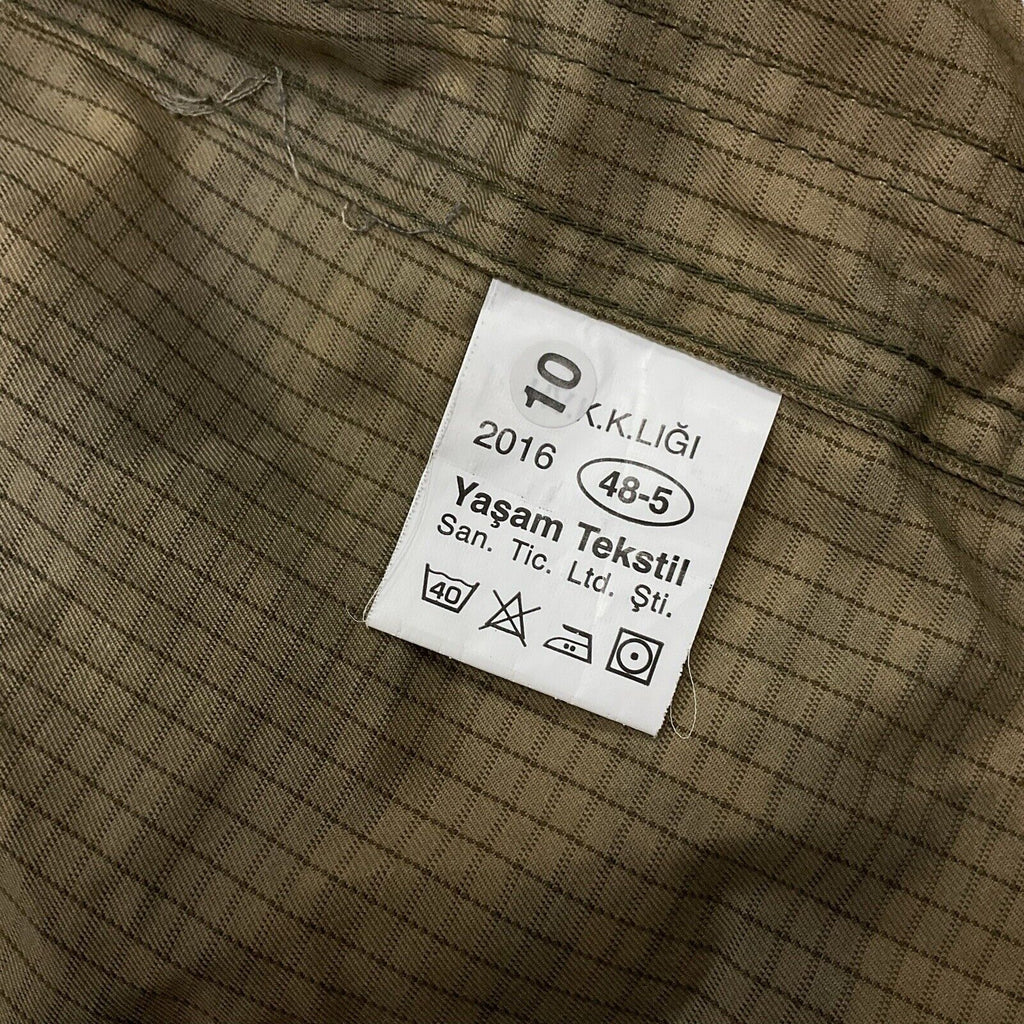 10
K.K.LIĞI
2016 48-5
Yaşam Tekstil
San. Tic. Ltd. Şti.
40